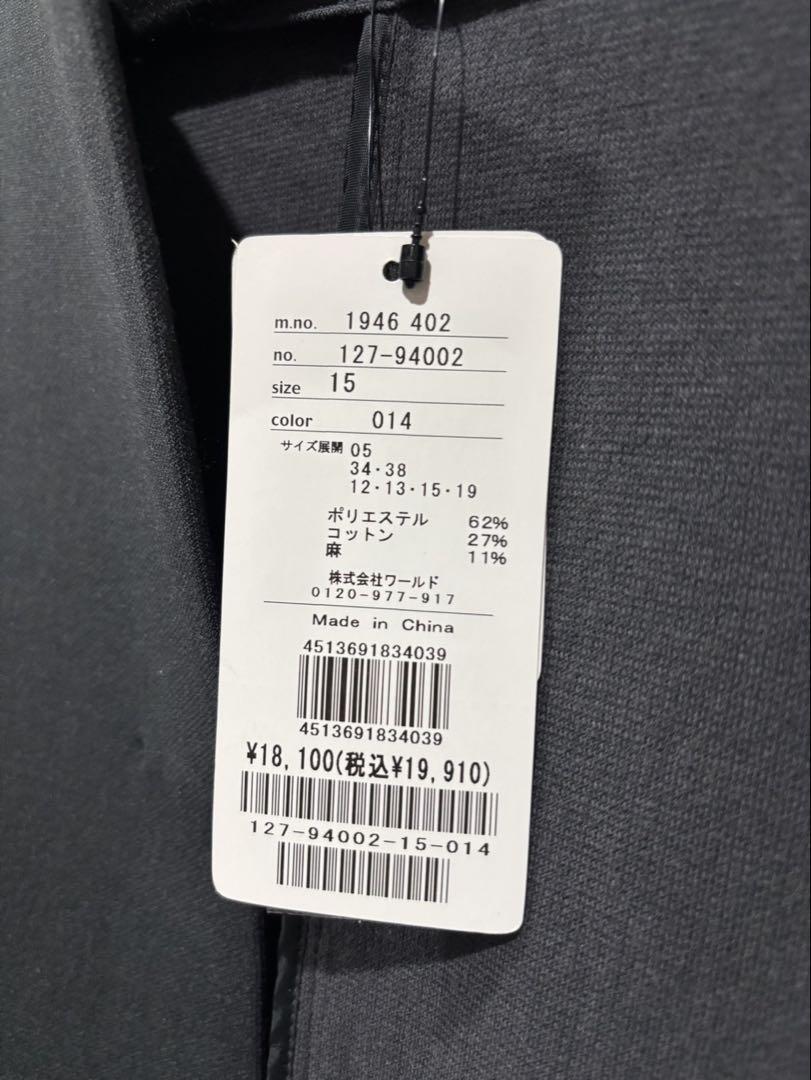 m.no. 1946 402
no. 127-94002
size 15
color 014
サイズ展開 05
34・38
12・13・15・19
ポリエステル 62%
コットン 27%
麻 11%
株式会社ワールド
0120-977-917
Made in China
4513691834039
4513691834039
¥18,100(税込¥19,910)
127-94002-15-014